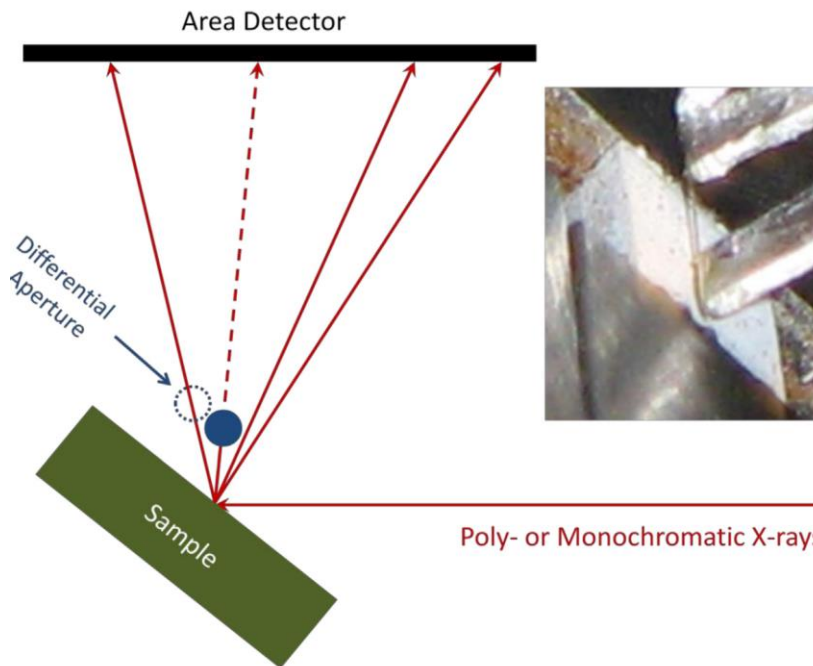 Area Detector
Differential
Aperture
Sample
Poly- or Monochromatic X-rays